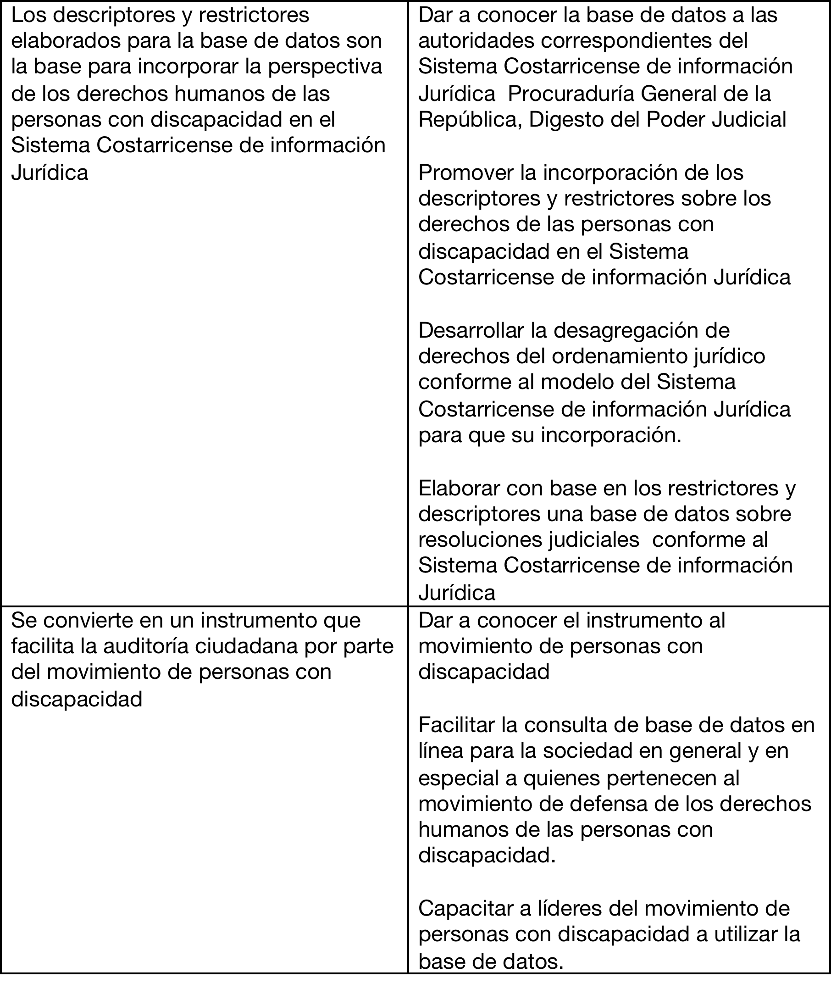 Los descriptores y restrictores
elaborados para la base de datos son
la base para incorporar la perspectiva
de los derechos humanos de las
personas con discapacidad en el
Sistema Costarricense de información
Jurídica
Dar a conocer la base de datos a las
autoridades correspondientes del
Sistema Costarricense de información
Jurídica  Procuraduría General de la
República, Digesto del Poder Judicial
Promover la incorporación de los
descriptores y restrictores sobre los
derechos de las personas con
discapacidad en el Sistema
Costarricense de información Jurídica
Desarrollar la desagregación de
derechos del ordenamiento jurídico
conforme al modelo del Sistema
Costarricense de información Jurídica
para que su incorporación.
Elaborar con base en los restrictores y
descriptores una base de datos sobre
resoluciones judiciales  conforme al
Sistema Costarricense de información
Jurídica
Se convierte en un instrumento que
facilita la auditoría ciudadana por parte
del movimiento de personas con
discapacidad
Dar a conocer el instrumento al
movimiento de personas con
discapacidad
Facilitar la consulta de base de datos en
línea para la sociedad en general y en
especial a quienes pertenecen al
movimiento de defensa de los derechos
humanos de las personas con
discapacidad.
Capacitar a líderes del movimiento de
personas con discapacidad a utilizar la
base de datos.